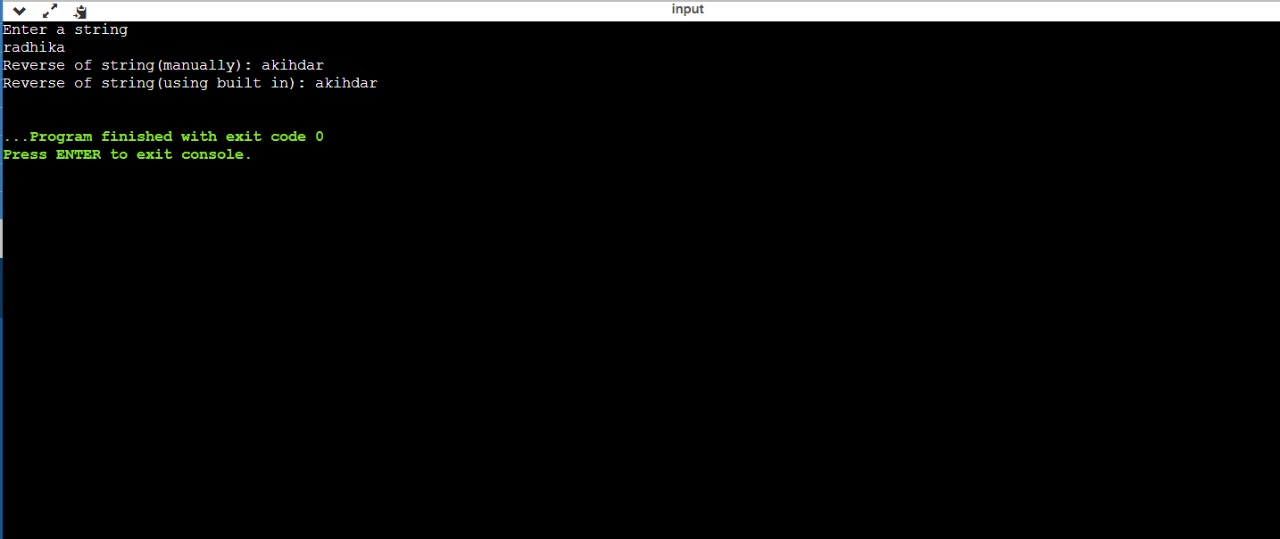 input
Enter a string
radhika
Reverse of string(manually): akihdar
Reverse of string(using built in): akihdar
...Program finished with exit code 0
Press ENTER to exit console.